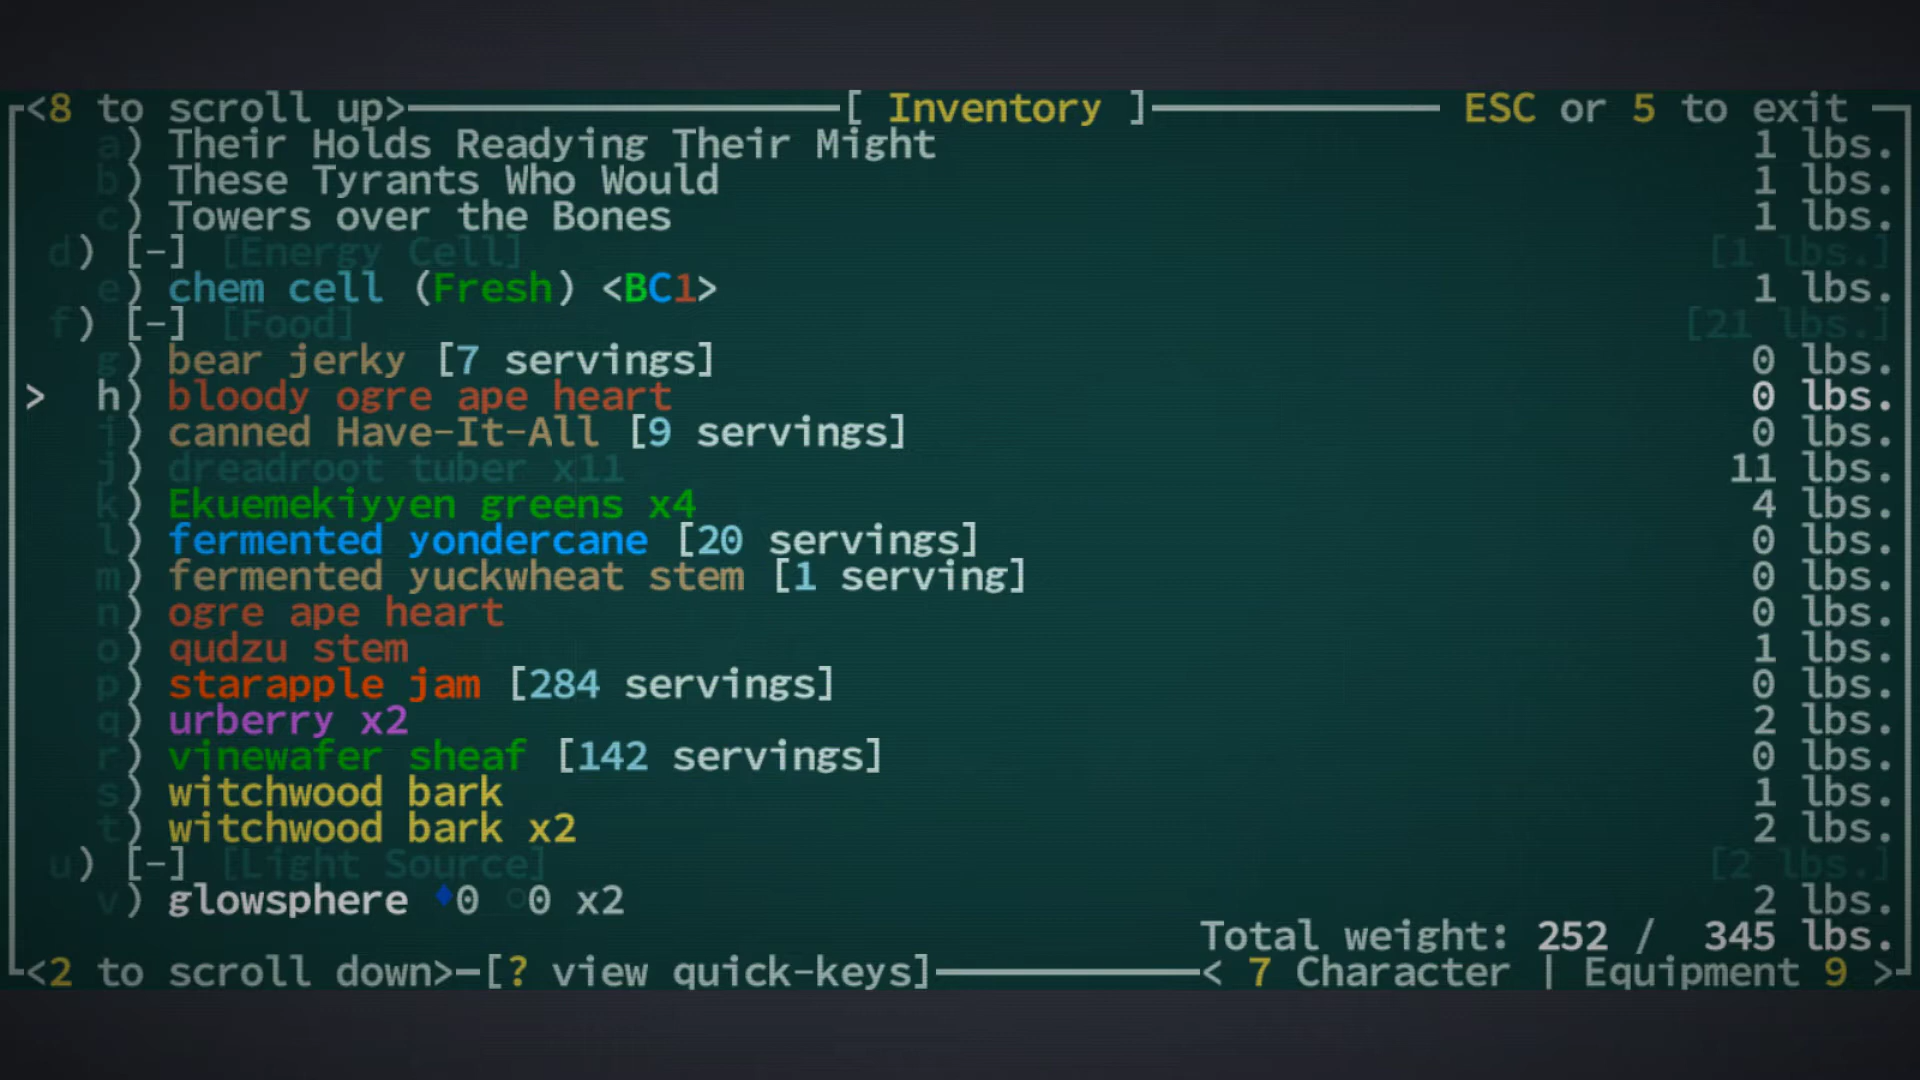 <8 to scroll up> [ Inventory ] ESC or 5 to exit
a) Their Holds Readying Their Might 1 lbs.
b) These Tyrants Who Would 1 lbs.
c) Towers over the Bones 1 lbs.
d) [-] [Energy Cell] [1 lbs.]
e) chem cell (Fresh) <BC1> 1 lbs.
f) [-] [Food] [21 lbs.]
g) bear jerky [7 servings] 0 lbs.
> h) bloody ogre ape heart 0 lbs.
i) canned Have-It-All [9 servings] 0 lbs.
j) dreadroot tuber x11 11 lbs.
k) Ekuemekiyyen greens x4 4 lbs.
l) fermented yondercane [20 servings] 0 lbs.
m) fermented yuckwheat stem [1 serving] 0 lbs.
n) ogre ape heart 0 lbs.
o) qudzu stem 1 lbs.
p) starapple jam [284 servings] 0 lbs.
q) urberry x2 2 lbs.
r) vinewafer sheaf [142 servings] 0 lbs.
s) witchwood bark 1 lbs.
t) witchwood bark x2 2 lbs.
u) [-] [Light Source] [2 lbs.]
v) glowsphere ♦0 ○0 x2 2 lbs.
Total weight: 252 / 345 lbs.
<2 to scroll down> [? view quick-keys] < 7 Character | Equipment 9 >